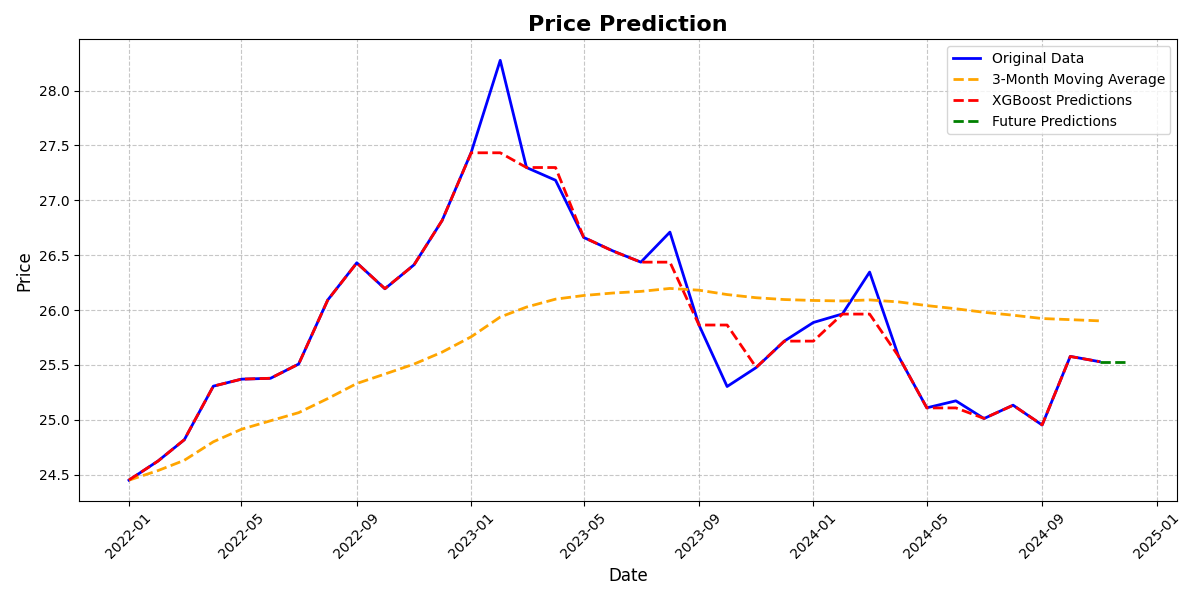 Price Prediction
Original Data
3-Month Moving Average
XGBoost Predictions
Future Predictions
Price
28.0
27.5
27.0
26.5
26.0
25.5
25.0
24.5
2022-01
2022-05
2022-09
2023-01
2023-05
2023-09
2024-01
2024-05
2024-09
2025-01
Date